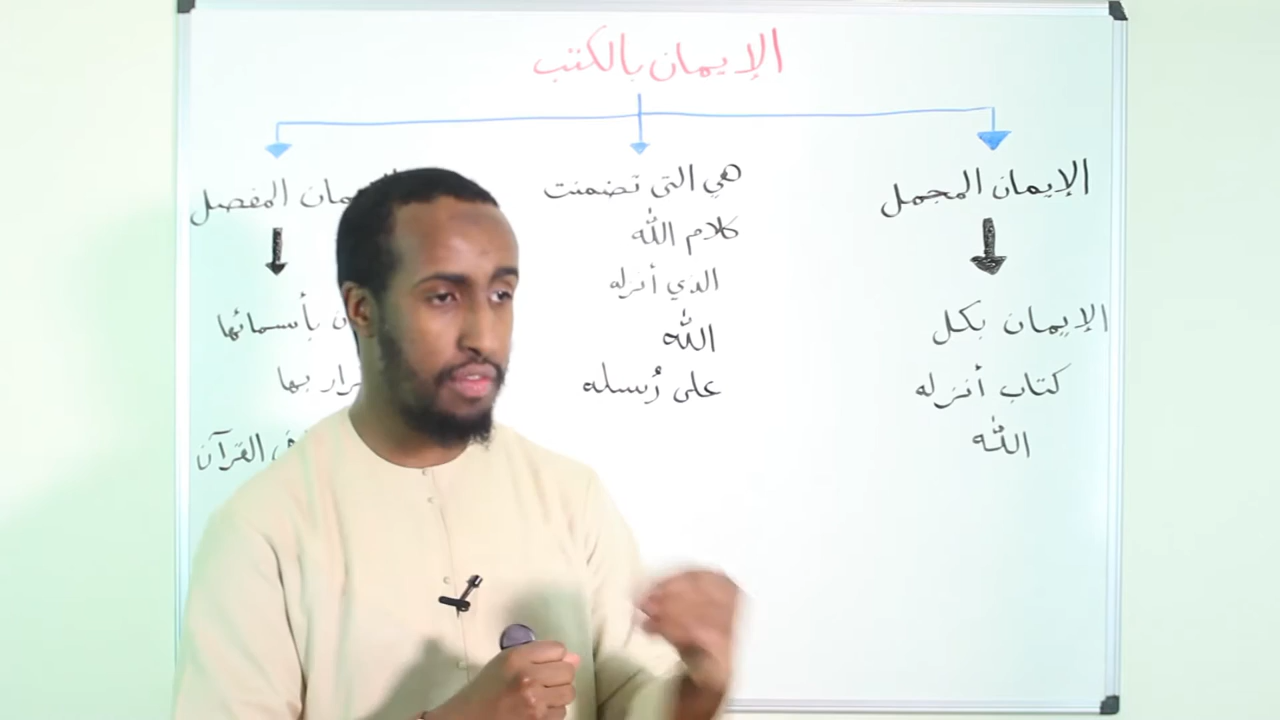 الإيمان بالكتب
الإيمان المجمل
الإيمان بكل
كتاب أنزله
الله
هي التي تضمنت
كلام الله
الذي أنزله
الله
على رُسله
المفصل
بأسمائها
بها
القرآن